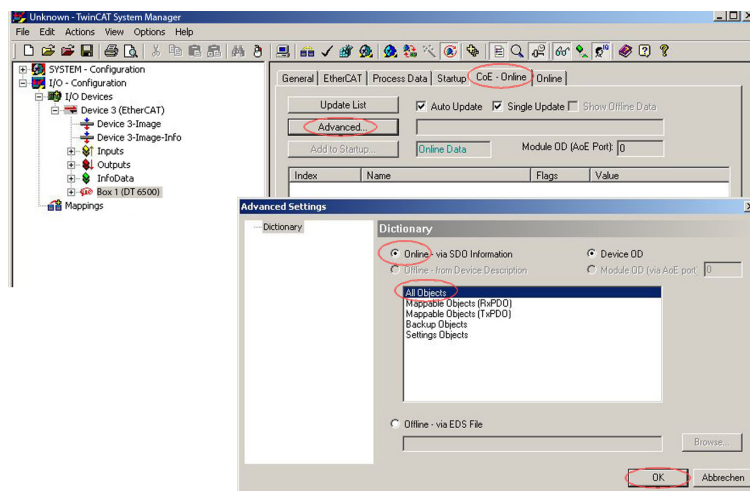 Unknown - TwinCAT System Manager
File Edit Actions View Options Help
SYSTEM - Configuration
I/O - Configuration
I/O Devices
Device 3 (EtherCAT)
Device 3-Image
Device 3-Image-Info
Inputs
Outputs
InfoData
Box 1 (DT 6500)
Mappings
General EtherCAT Process Data Startup CoE - Online Online
Update List Auto Update Single Update Show Offline Data
Advanced...
Add to Startup... Online Data Module OD (AoE Port): 0
Index Name Flags Value
Advanced Settings
Dictionary
Dictionary
Online - via SDO Information Device OD
Offline - from Device Description Module OD (via AoE port 0
All Objects
Mappable Objects (RxPDO)
Mappable Objects (TxPDO)
Backup Objects
Settings Objects
Offline - via EDS File
Browse...
OK Abbrechen